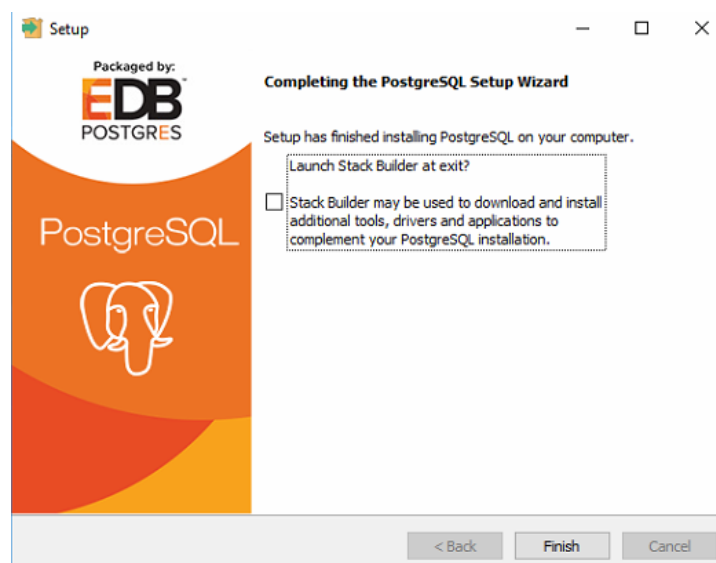 Setup
Packaged by:
EDB
POSTGRES
PostgreSQL
Completing the PostgreSQL Setup Wizard
Setup has finished installing PostgreSQL on your computer.
Launch Stack Builder at exit?
Stack Builder may be used to download and install
additional tools, drivers and applications to
complement your PostgreSQL installation.
< Back
Finish
Cancel